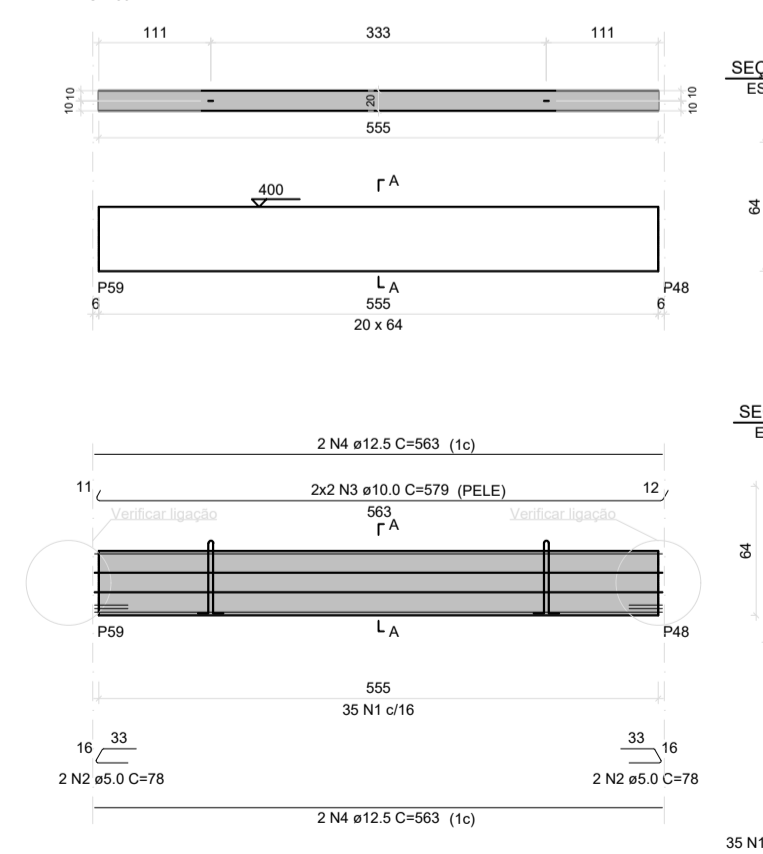 111 333 111
SEÇ
ES
10 10 20 10 10
555
A
400
64
A
P59 P48
6 555 6
20 x 64
SE
E
2 N4 ø12.5 C=563 (1c)
11 2x2 N3 ø10.0 C=579 (PELE) 12
563
Verificar ligação Verificar ligação
A
64
A
P59 P48
555
35 N1 c/16
16 33 33 16
2 N2 ø5.0 C=78 2 N2 ø5.0 C=78
2 N4 ø12.5 C=563 (1c)
35 N1